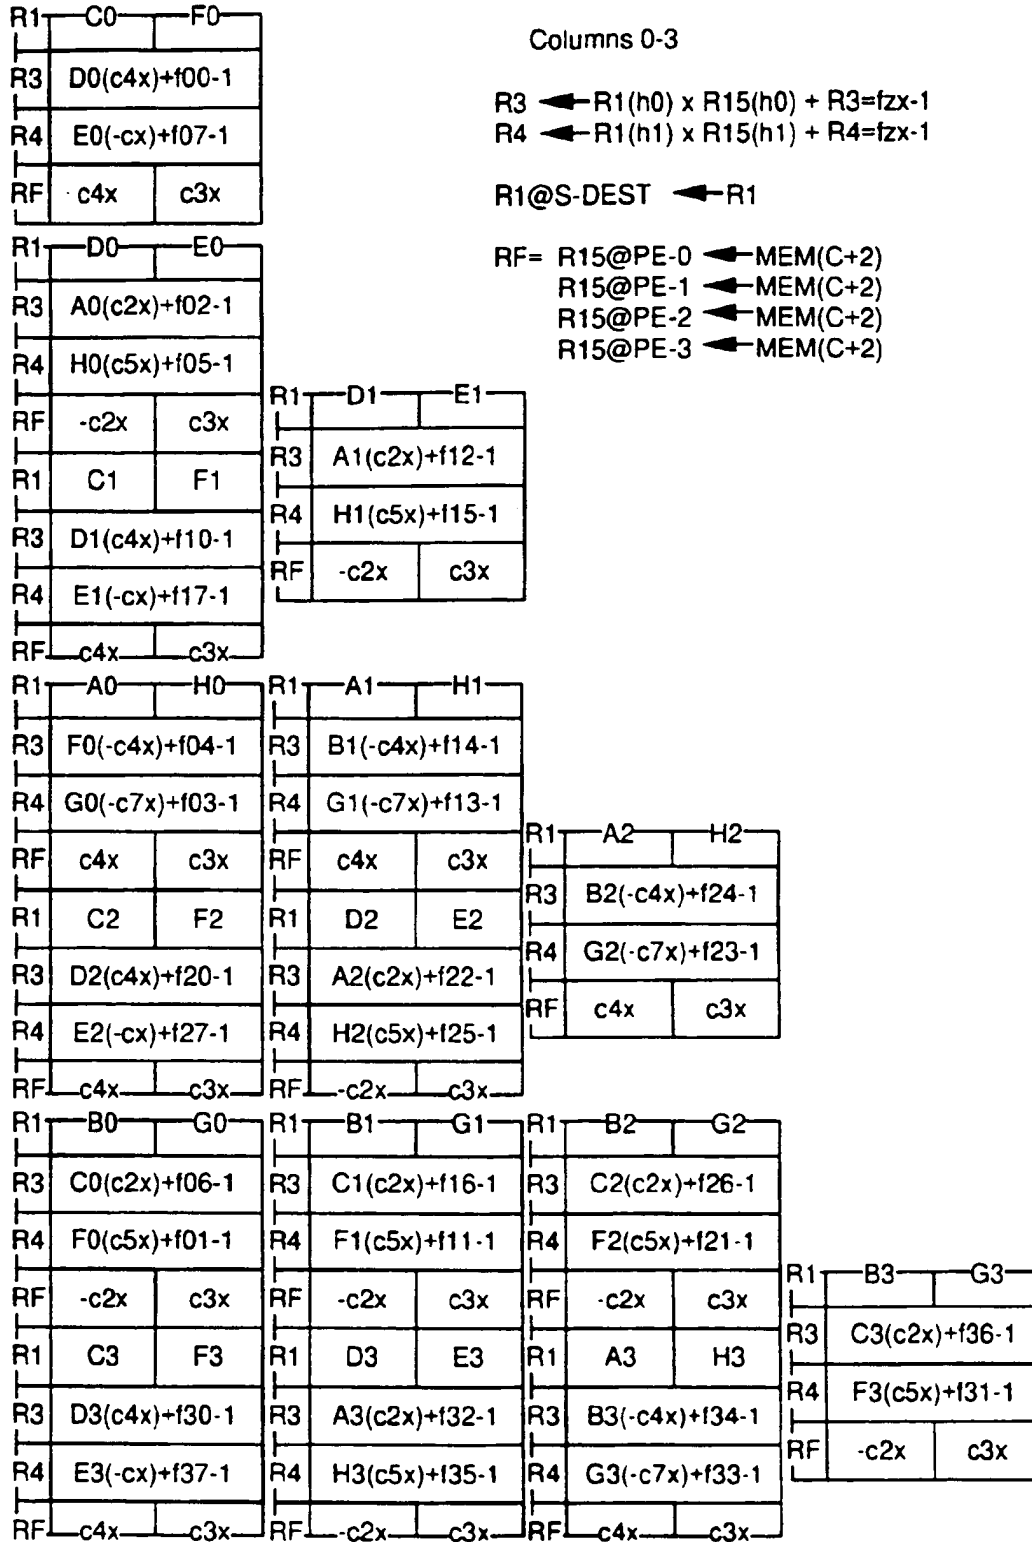 Columns 0-3
R3 ← R1(h0) x R15(h0) + R3=fzx-1
R4 ← R1(h1) x R15(h1) + R4=fzx-1
R1@S-DEST ← R1
RF= R15@PE-0 ← MEM(C+2)
R15@PE-1 ← MEM(C+2)
R15@PE-2 ← MEM(C+2)
R15@PE-3 ← MEM(C+2)
R1 C0 F0
R3 D0(c4x)+f00-1
R4 E0(-cx)+f07-1
RF c4x c3x
R1 D0 E0
R3 A0(c2x)+f02-1
R4 H0(c5x)+f05-1
RF -c2x c3x
R1 C1 F1
R3 D1(c4x)+f10-1
R4 E1(-cx)+f17-1
RF c4x c3x
R1 D1 E1
R3 A1(c2x)+f12-1
R4 H1(c5x)+f15-1
RF -c2x c3x
R1 A0 H0
R3 F0(-c4x)+f04-1
R4 G0(-c7x)+f03-1
RF c4x c3x
R1 C2 F2
R3 D2(c4x)+f20-1
R4 E2(-cx)+f27-1
RF c4x c3x
R1 A1 H1
R3 B1(-c4x)+f14-1
R4 G1(-c7x)+f13-1
RF c4x c3x
R1 D2 E2
R3 A2(c2x)+f22-1
R4 H2(c5x)+f25-1
RF -c2x c3x
R1 A2 H2
R3 B2(-c4x)+f24-1
R4 G2(-c7x)+f23-1
RF c4x c3x
R1 B0 G0
R3 C0(c2x)+f06-1
R4 F0(c5x)+f01-1
RF -c2x c3x
R1 C3 F3
R3 D3(c4x)+f30-1
R4 E3(-cx)+f37-1
RF c4x c3x
R1 B1 G1
R3 C1(c2x)+f16-1
R4 F1(c5x)+f11-1
RF -c2x c3x
R1 D3 E3
R3 A3(c2x)+f32-1
R4 H3(c5x)+f35-1
RF -c2x c3x
R1 B2 G2
R3 C2(c2x)+f26-1
R4 F2(c5x)+f21-1
RF -c2x c3x
R1 A3 H3
R3 B3(-c4x)+f34-1
R4 G3(-c7x)+f33-1
RF c4x c3x
R1 B3 G3
R3 C3(c2x)+f36-1
R4 F3(c5x)+f31-1
RF -c2x c3x